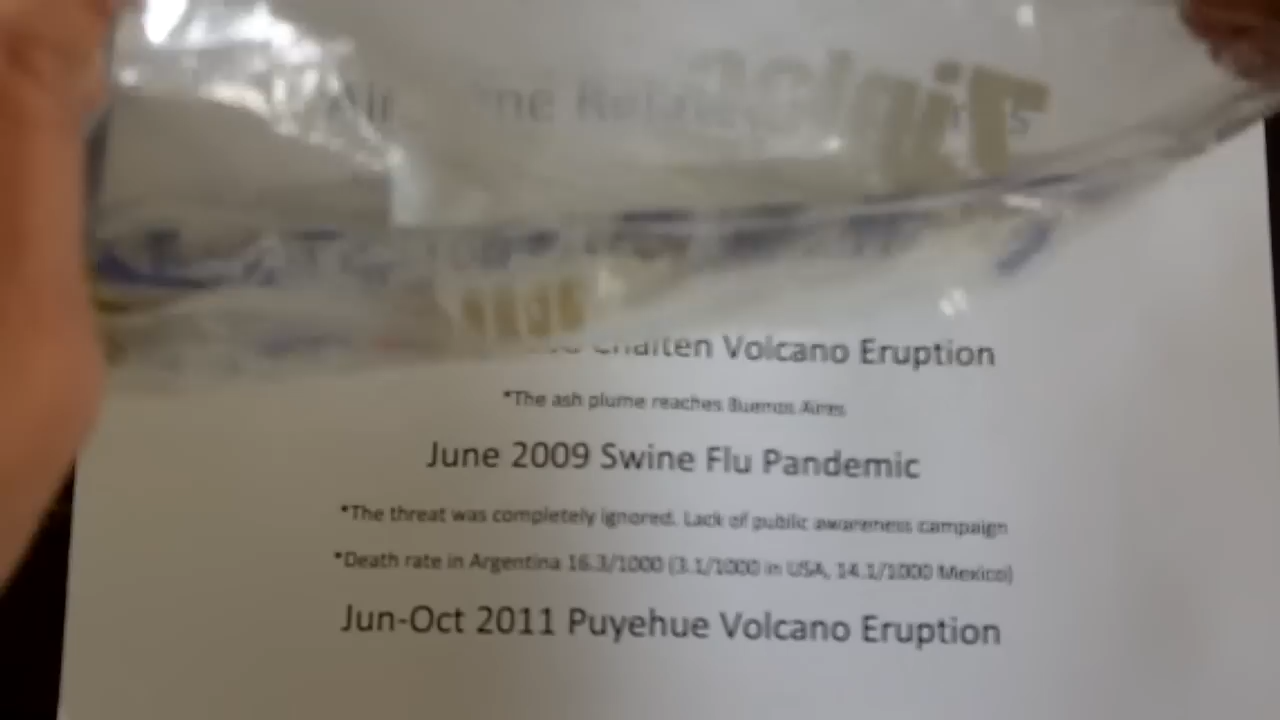 Ziploc
Chaiten Volcano Eruption
*The ash plume reaches Buenos Aires
June 2009 Swine Flu Pandemic
*The threat was completely ignored. Lack of public awareness campaign
*Death rate in Argentina 16.3/1000 (3.1/1000 in USA, 14.1/1000 Mexico)
Jun-Oct 2011 Puyehue Volcano Eruption